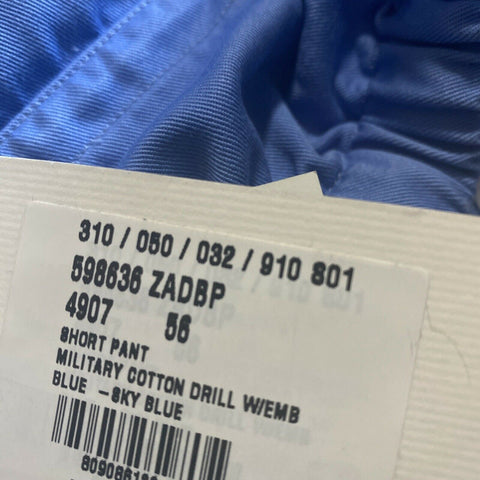 310 / 050 / 032 / 910 801
598636 ZADBP
4907 56
SHORT PANT
MILITARY COTTON DRILL W/EMB
BLUE -SKY BLUE